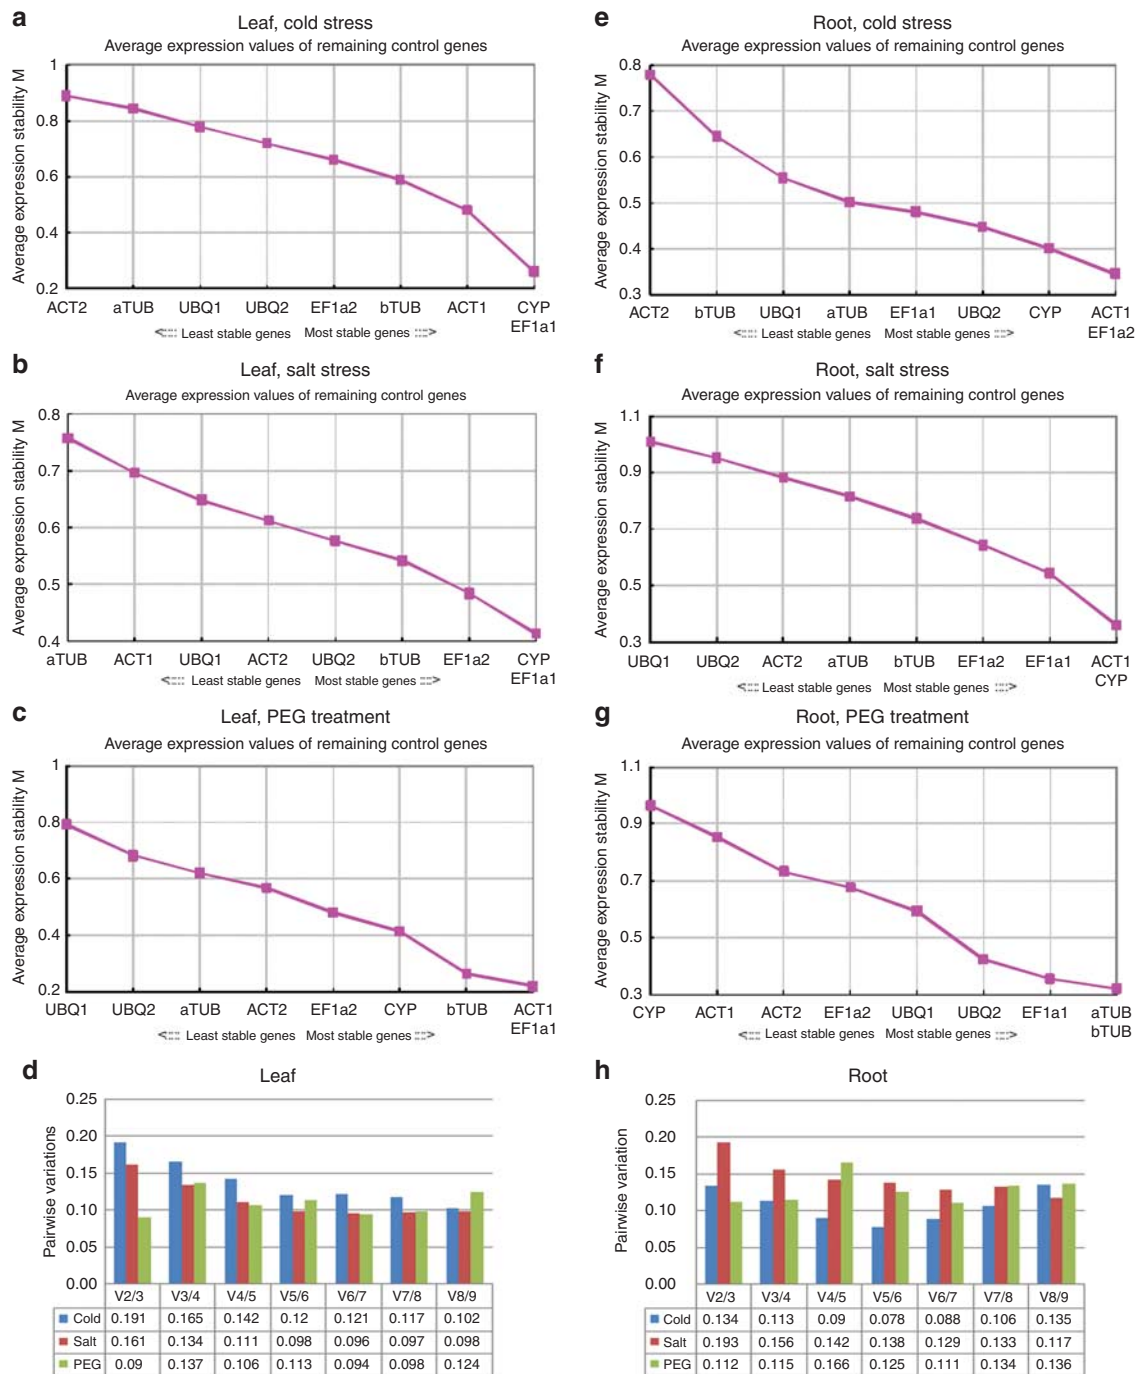 a
Leaf, cold stress
Average expression values of remaining control genes
Average expression stability M
1
0.8
0.6
0.4
0.2
ACT2 aTUB UBQ1 UBQ2 EF1a2 bTUB ACT1 CYP
EF1a1
Least stable genes Most stable genes
b
Leaf, salt stress
Average expression values of remaining control genes
Average expression stability M
0.8
0.7
0.6
0.5
0.4
aTUB ACT1 UBQ1 ACT2 UBQ2 bTUB EF1a2 CYP
EF1a1
Least stable genes Most stable genes
c
Leaf, PEG treatment
Average expression values of remaining control genes
Average expression stability M
1
0.8
0.6
0.4
0.2
UBQ1 UBQ2 aTUB ACT2 EF1a2 CYP bTUB ACT1
EF1a1
Least stable genes Most stable genes
d
Leaf
Pairwise variations
0.25
0.20
0.15
0.10
0.05
0.00
V2/3 V3/4 V4/5 V5/6 V6/7 V7/8 V8/9
Cold 0.191 0.165 0.142 0.12 0.121 0.117 0.102
Salt 0.161 0.134 0.111 0.098 0.096 0.097 0.098
PEG 0.09 0.137 0.106 0.113 0.094 0.098 0.124
e
Root, cold stress
Average expression values of remaining control genes
Average expression stability M
0.8
0.7
0.6
0.5
0.4
0.3
ACT2 bTUB UBQ1 aTUB EF1a1 UBQ2 CYP ACT1
EF1a2
Least stable genes Most stable genes
f
Root, salt stress
Average expression values of remaining control genes
Average expression stability M
1.1
0.9
0.7
0.5
0.3
UBQ1 UBQ2 ACT2 aTUB bTUB EF1a2 EF1a1 ACT1
CYP
Least stable genes Most stable genes
g
Root, PEG treatment
Average expression values of remaining control genes
Average expression stability M
1.1
0.9
0.7
0.5
0.3
CYP ACT1 ACT2 EF1a2 UBQ1 UBQ2 EF1a1 aTUB
bTUB
Least stable genes Most stable genes
h
Root
Pairwise variation
0.25
0.20
0.15
0.10
0.05
0.00
V2/3 V3/4 V4/5 V5/6 V6/7 V7/8 V8/9
Cold 0.134 0.113 0.09 0.078 0.088 0.106 0.135
Salt 0.193 0.156 0.142 0.138 0.129 0.133 0.117
PEG 0.112 0.115 0.166 0.125 0.111 0.134 0.136